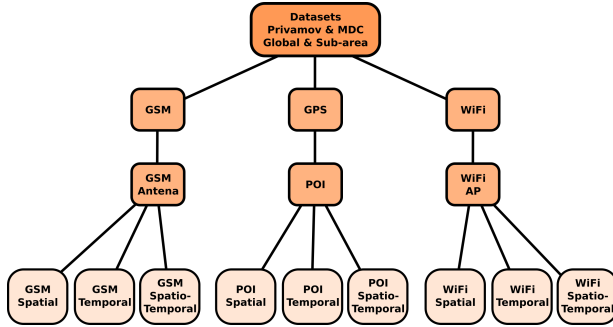 Datasets
Privamov & MDC
Global & Sub-area
GSM
GPS
WiFi
GSM
Antena
POI
WiFi
AP
GSM
Spatial
GSM
Temporal
GSM
Spatio-
Temporal
POI
Spatial
POI
Temporal
POI
Spatio-
Temporal
WiFi
Spatial
WiFi
Temporal
WiFi
Spatio-
Temporal